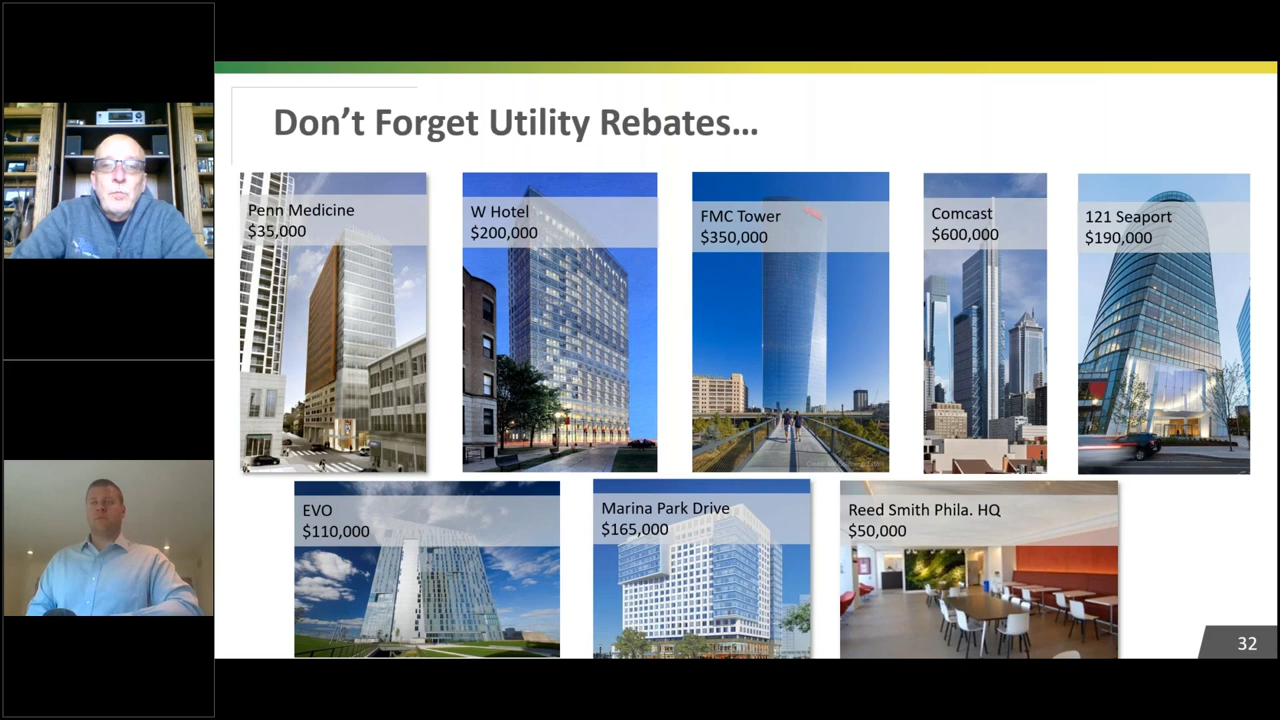 Don’t Forget Utility Rebates…
Penn Medicine
$35,000
W Hotel
$200,000
FMC Tower
$350,000
Comcast
$600,000
121 Seaport
$190,000
EVO
$110,000
Marina Park Drive
$165,000
Reed Smith Phila. HQ
$50,000
32